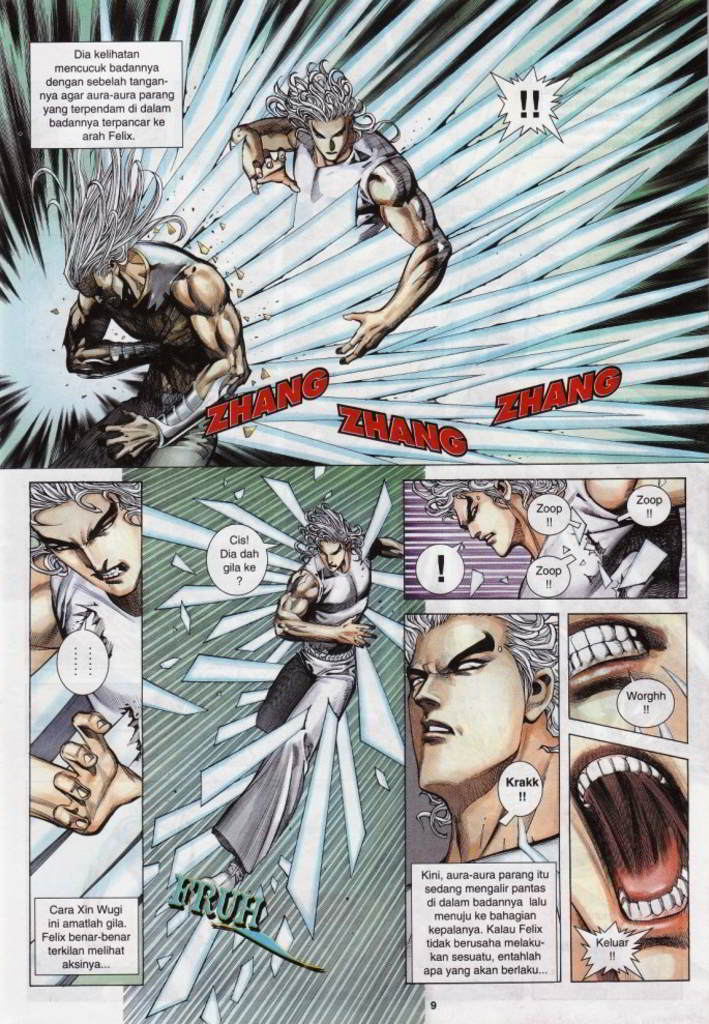 Dia kelihatan
mencucuk badannya
dengan sebelah tangan-
nya agar aura-aura parang
yang terpendam di dalam
badannya terpancar ke
arah Felix.
!!
ZHANG
ZHANG
ZHANG
Cis!
Dia dah
gila ke
?
Cara Xin Wugi
ini amatlah gila.
Felix benar-benar
terkilan melihat
aksinya...
FRUH
!
Zoop
!!
Zoop
!!
Zoop
!!
Krakk
!!
Kini, aura-aura parang itu
sedang mengalir pantas
di dalam badannya lalu
menuju ke bahagian
kepalanya. Kalau Felix
tidak berusaha melaku-
kan sesuatu, entahlah
apa yang akan berlaku...
Worghh
!!
Keluar
!!
9